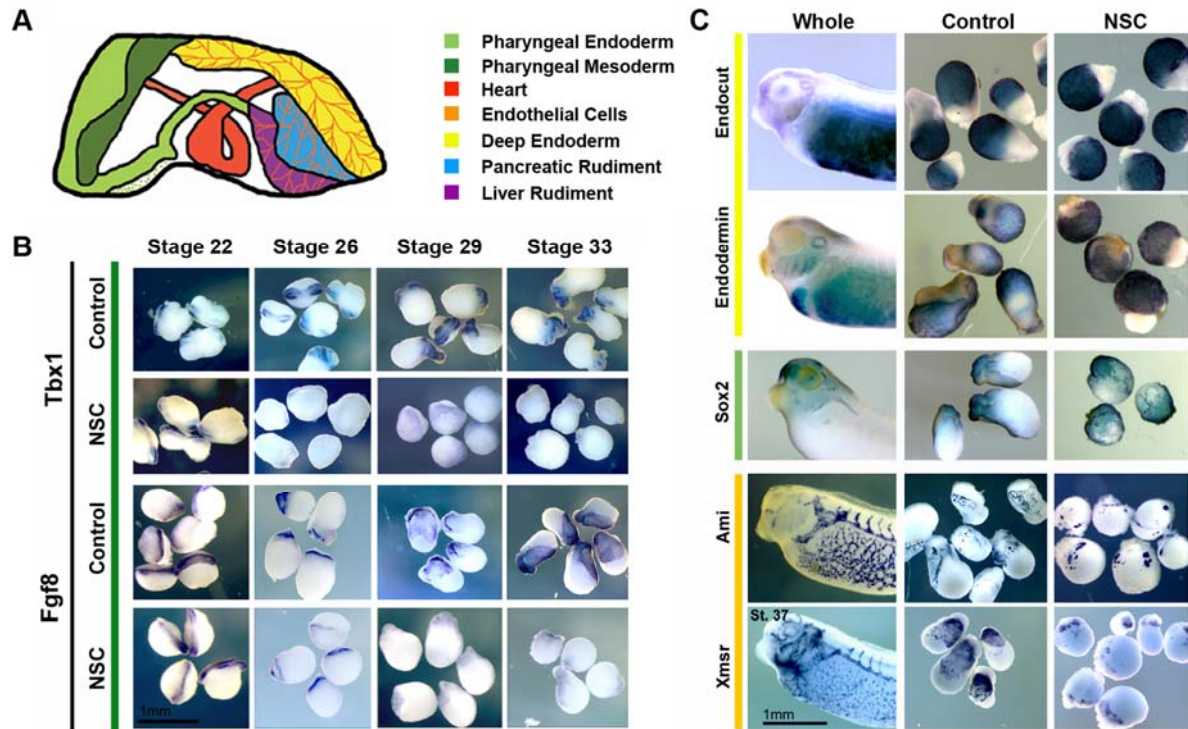 A
Pharyngeal Endoderm
Pharyngeal Mesoderm
Heart
Endothelial Cells
Deep Endoderm
Pancreatic Rudiment
Liver Rudiment
B
Stage 22 Stage 26 Stage 29 Stage 33
Tbx1
Control
NSC
Fgf8
Control
NSC
1mm
C
Whole Control NSC
Endocut
Endodermin
Sox2
Ami
Xmsr
St. 37
1mm